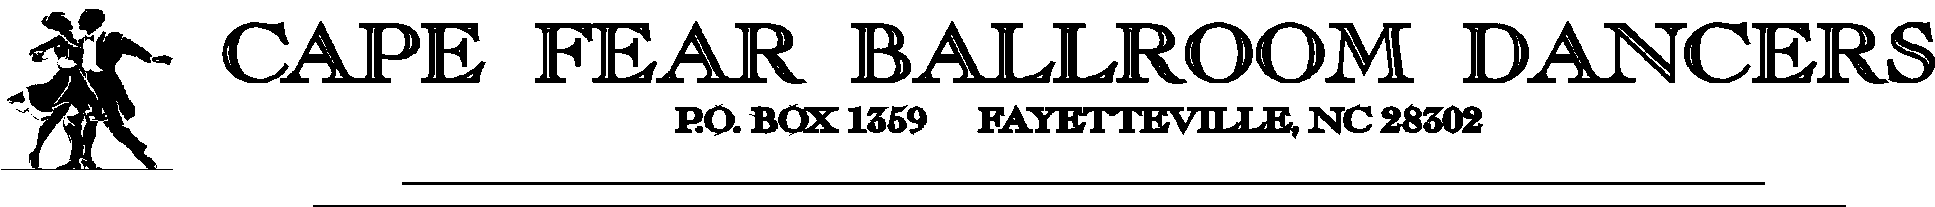 CAPE FEAR BALLROOM DANCERS
P.O. BOX 1359 FAYETTEVILLE, NC 28302